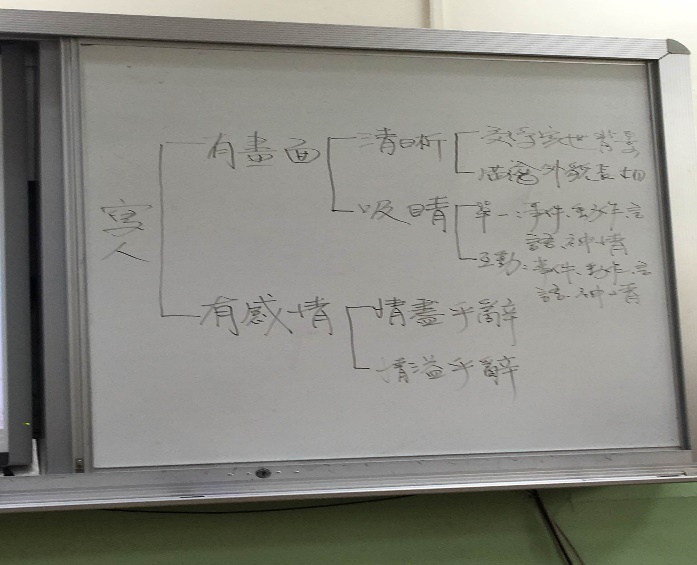 寫人
有畫面
清晰
交待家世背景
描繪外貌表切
吸睛
單一：事件、動作、言
語、神情
互動：事件、動作、言
語、神情
有感情
情盡乎辭
情溢乎辭